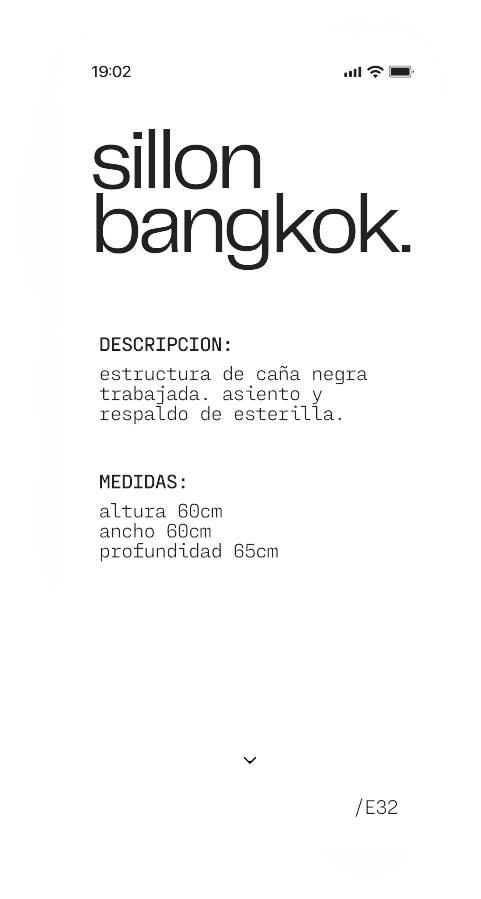 19:02
sillon
bangkok.
DESCRIPCION:
estructura de caña negra
trabajada. asiento y
respaldo de esterilla.
MEDIDAS:
altura 60cm
ancho 60cm
profundidad 65cm
/E32